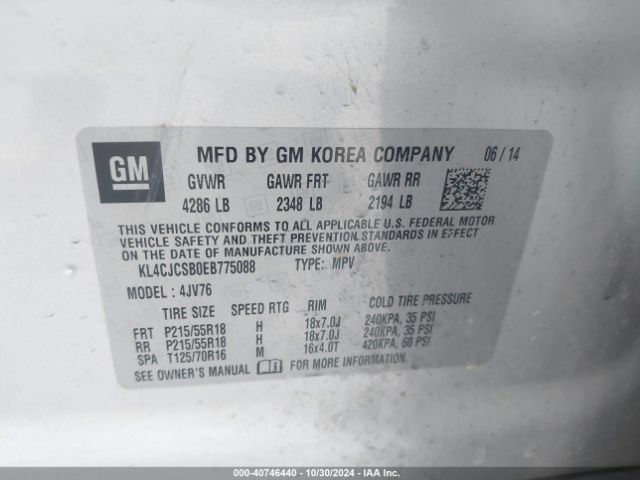 GM MFD BY GM KOREA COMPANY 06/14
GVWR GAWR FRT GAWR RR
4286 LB 2348 LB 2194 LB
THIS VEHICLE CONFORMS TO ALL APPLICABLE U.S. FEDERAL MOTOR
VEHICLE SAFETY AND THEFT PREVENTION STANDARDS IN EFFECT
ON THE DATE OF MANUFACTURE SHOWN ABOVE.
KL4CJCSB0EB775088 TYPE: MPV
MODEL: 4JV76
TIRE SIZE SPEED RTG RIM COLD TIRE PRESSURE
FRT P215/55R18 H 18x7.0J 240KPA, 35 PSI
RR P215/55R18 H 18x7.0J 240KPA, 35 PSI
SPA T125/70R16 M 16x4.0T 420KPA, 60 PSI
SEE OWNER'S MANUAL FOR MORE INFORMATION
000-40746440 - 10/30/2024 - IAA Inc.